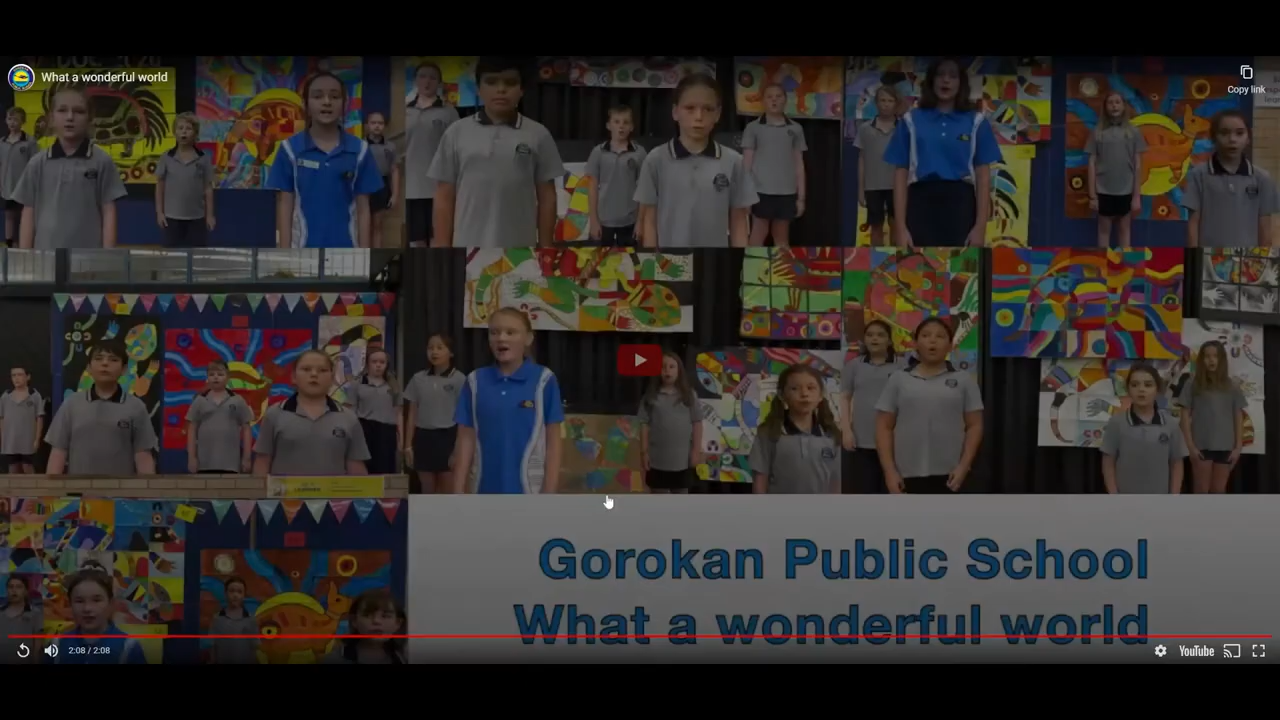 What a wonderful world
Copy link
Gorokan Public School
What a wonderful world
2:08 / 2:08
YouTube